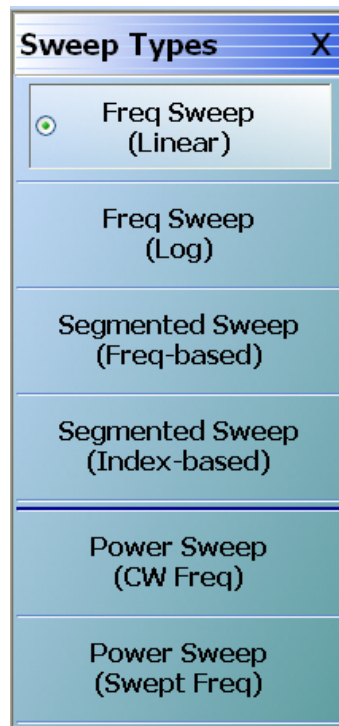 Sweep Types X
Freq Sweep
(Linear)
Freq Sweep
(Log)
Segmented Sweep
(Freq-based)
Segmented Sweep
(Index-based)
Power Sweep
(CW Freq)
Power Sweep
(Swept Freq)